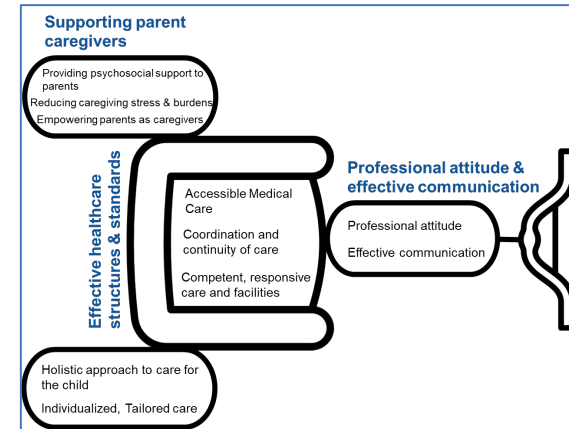 Supporting parent
caregivers
Providing psychosocial support to
parents
Reducing caregiving stress & burdens
Empowering parents as caregivers
Effective healthcare
structures & standards
Accessible Medical
Care
Coordination and
continuity of care
Competent, responsive
care and facilities
Professional attitude &
effective communication
Professional attitude
Effective communication
Holistic approach to care for
the child
Individualized, Tailored care